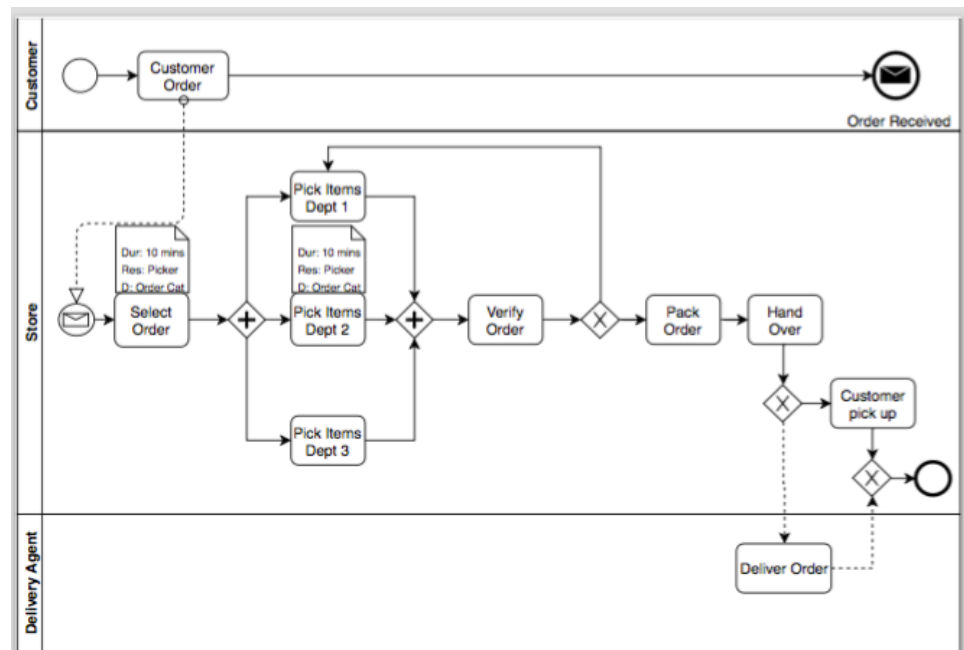 Customer
Customer
Order
Order Received
Store
Pick Items
Dept 1
Dur: 10 mins
Res: Picker
D: Order Cat
Select
Order
Dur: 10 mins
Res: Picker
D: Order Cat
Pick Items
Dept 2
Verify
Order
X
Pack
Order
Hand
Over
X
Customer
pick up
Pick Items
Dept 3
X
Delivery Agent
Deliver Order